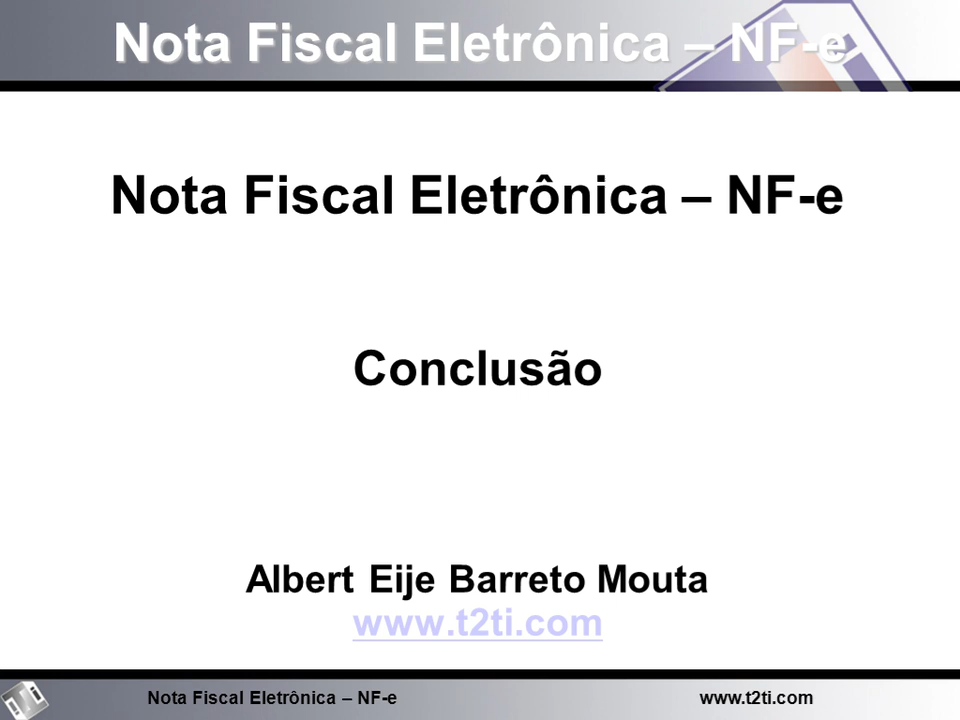 Nota Fiscal Eletrônica – NF-e
Nota Fiscal Eletrônica – NF-e
Conclusão
Albert Eije Barreto Mouta
www.t2ti.com
Nota Fiscal Eletrônica – NF-e www.t2ti.com